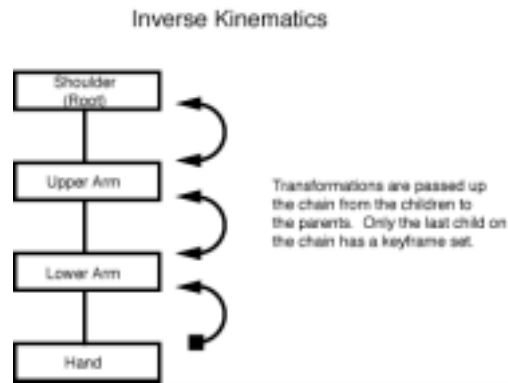 Inverse Kinematics
Shoulder
(Root)
Upper Arm
Transformations are passed up
the chain from the children to
the parents. Only the last child on
the chain has a keyframe set.
Lower Arm
Hand